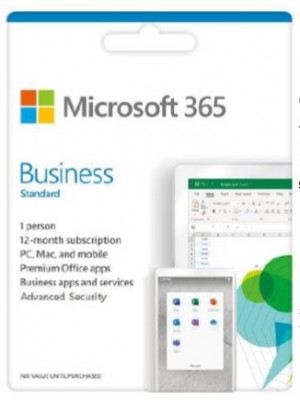 Microsoft 365
Business
Standard
1 person
12-month subscription
PC, Mac, and mobile
Premium Office apps
Business apps and services
Advanced Security
NO VALUE UNTIL PURCHASED